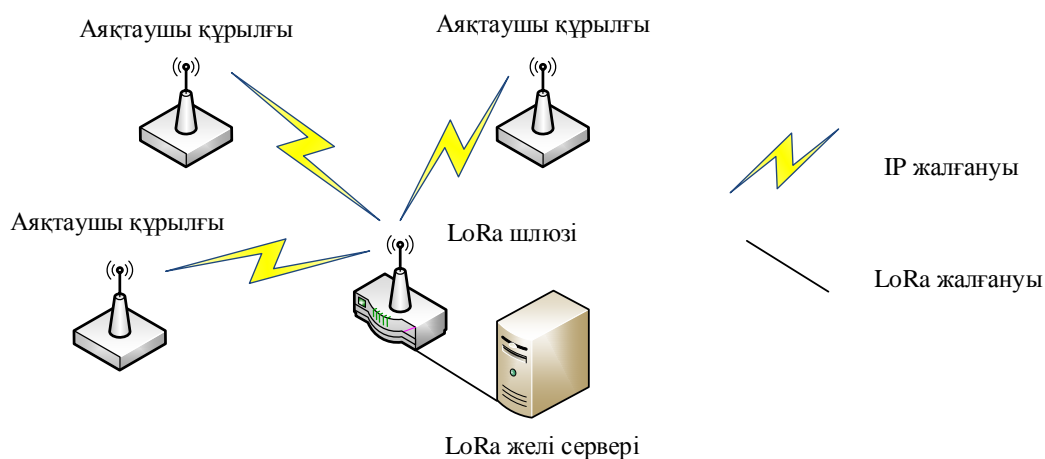 Аяқтаушы құрылғы
Аяқтаушы құрылғы
IP жалғануы
Аяқтаушы құрылғы
LoRa шлюзі
LoRa жалғануы
LoRa желі сервері